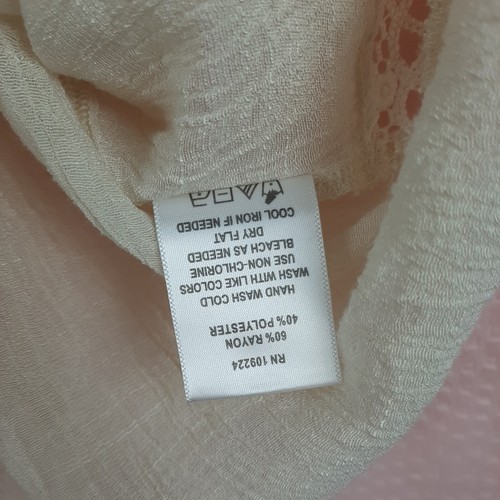 RN 109224
60% RAYON
40% POLYESTER
HAND WASH COLD
WASH WITH LIKE COLORS
USE NON-CHLORINE
BLEACH AS NEEDED
DRY FLAT
COOL IRON IF NEEDED